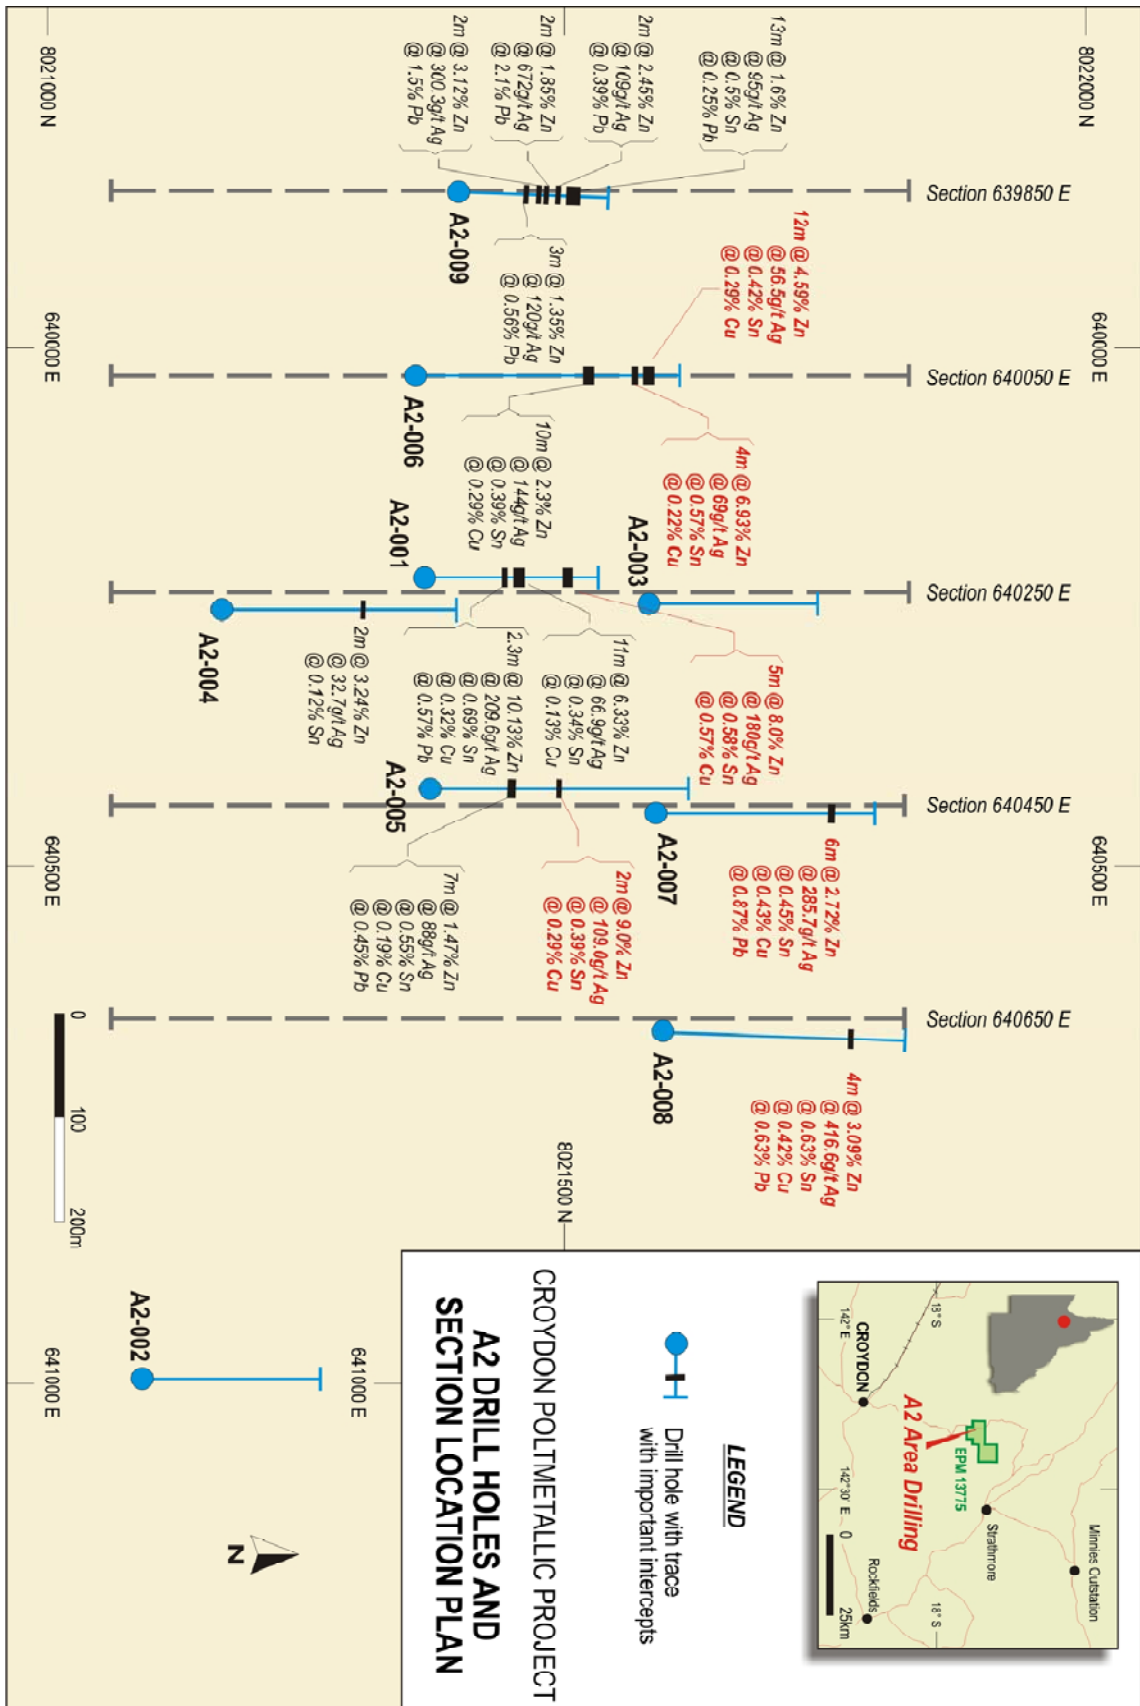 8021000 N
8022000 N
13m @ 1.6% Zn
@ 95g/t Ag
@ 0.5% Sn
@ 0.25% Pb
2m @ 2.45% Zn
@ 109g/t Ag
@ 0.39% Pb
2m @ 1.85% Zn
@ 672g/t Ag
@ 2.1% Pb
2m @ 3.12% Zn
@ 300.3g/t Ag
@ 1.5% Pb
Section 639850 E
A2-009
3m @ 1.35% Zn
@ 120g/t Ag
@ 0.56% Pb
12m @ 4.59% Zn
@ 56.5g/t Ag
@ 0.42% Sn
@ 0.29% Cu
640000 E
640000 E
Section 640050 E
A2-006
10m @ 2.3% Zn
@ 144g/t Ag
@ 0.39% Sn
@ 0.29% Cu
4m @ 6.93% Zn
@ 69g/t Ag
@ 0.57% Sn
@ 0.22% Cu
A2-001
A2-003
Section 640250 E
A2-004
2m @ 3.24% Zn
@ 32.7g/t Ag
@ 0.12% Sn
2.3m @ 10.13% Zn
@ 209.6g/t Ag
@ 0.69% Sn
@ 0.32% Cu
@ 0.57% Pb
11m @ 6.33% Zn
@ 66.9g/t Ag
@ 0.34% Sn
@ 0.13% Cu
5m @ 8.0% Zn
@ 180g/t Ag
@ 0.58% Sn
@ 0.57% Cu
A2-005
A2-007
Section 640450 E
6m @ 2.72% Zn
@ 285.7g/t Ag
@ 0.45% Sn
@ 0.43% Cu
@ 0.87% Pb
640500 E
640500 E
7m @ 1.47% Zn
@ 88g/t Ag
@ 0.55% Sn
@ 0.19% Cu
@ 0.45% Pb
2m @ 9.0% Zn
@ 109.0g/t Ag
@ 0.39% Sn
@ 0.29% Cu
Section 640650 E
A2-008
4m @ 3.09% Zn
@ 416.6g/t Ag
@ 0.63% Sn
@ 0.42% Cu
@ 0.63% Pb
0 100 200m
8021500 N
A2-002
641000 E
641000 E
N
Minnies Outstation
18° S
18° S
EPM 13775
Strathmore
A2 Area Drilling
142° E
CROYDON
142°30' E
Rockfields
0 25km
LEGEND
Drill hole with trace
with important intercepts
CROYDON POLTMETALLIC PROJECT
A2 DRILL HOLES AND
SECTION LOCATION PLAN